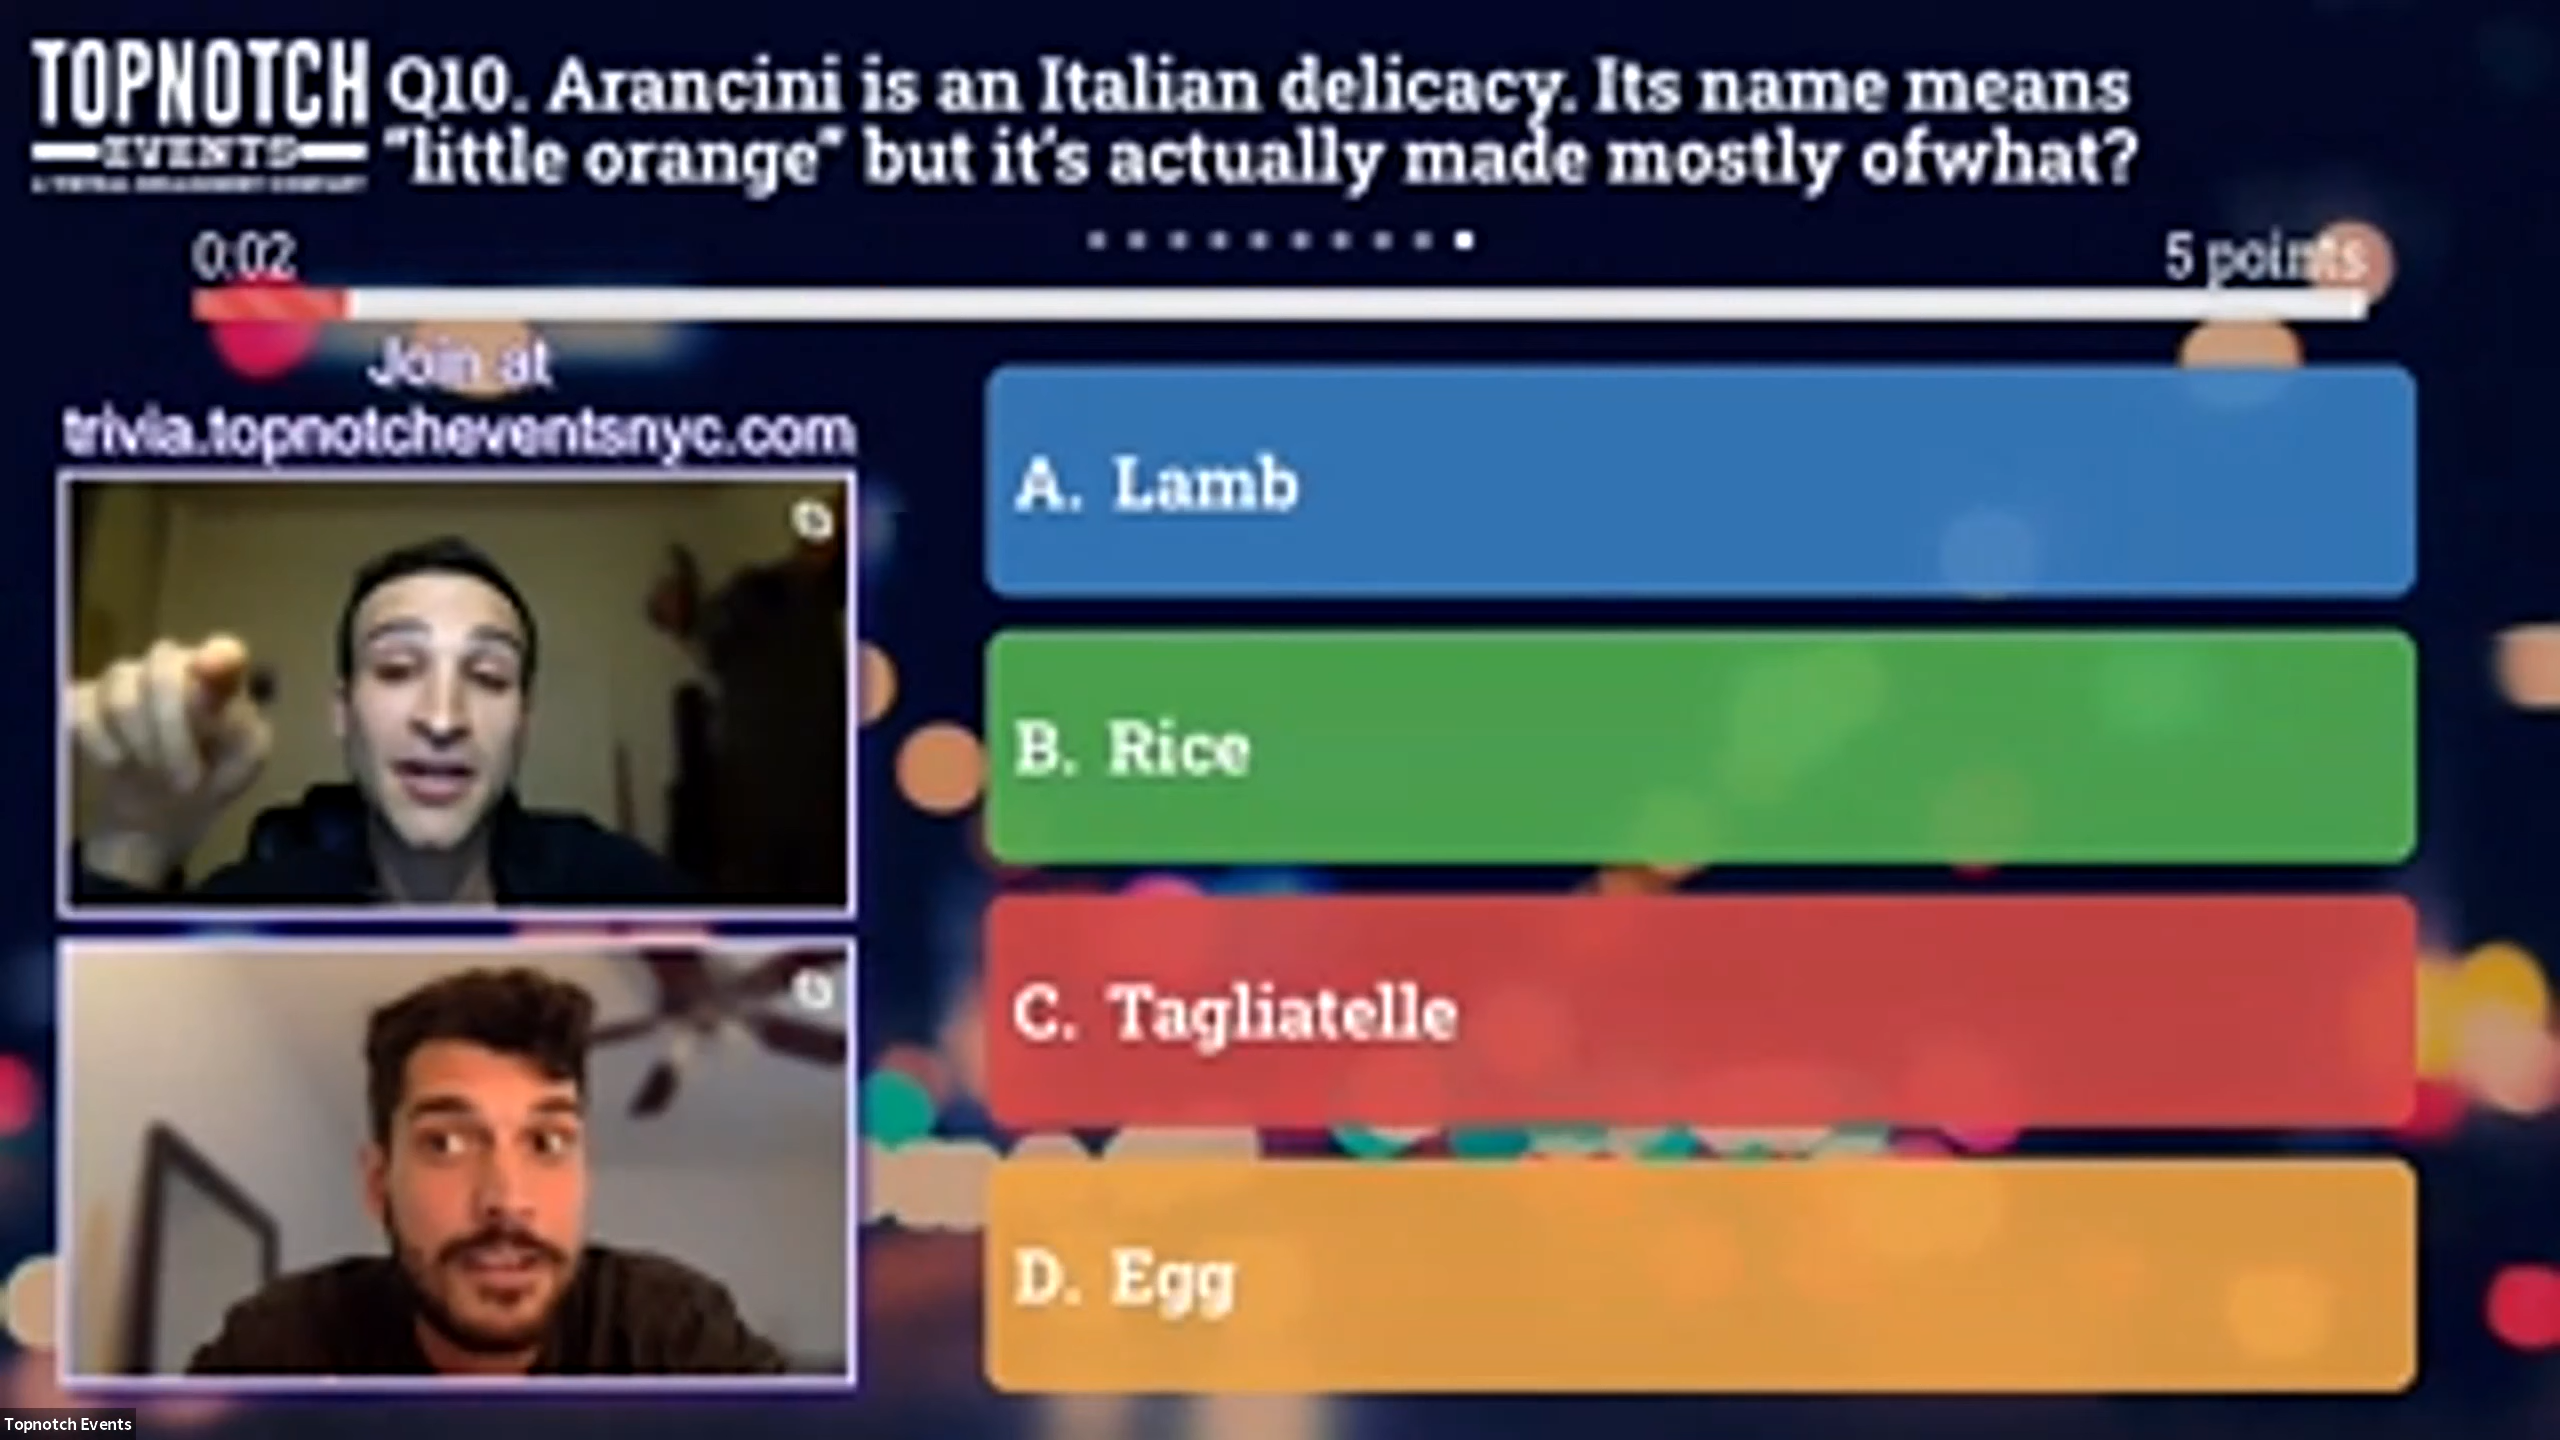 TOPNOTCH
EVENTS
Q10. Arancini is an Italian delicacy. Its name means
"little orange" but it's actually made mostly ofwhat?
0:02
5 points
Join at
trivia.topnotcheventsnyc.com
A. Lamb
B. Rice
C. Tagliatelle
D. Egg
Topnotch Events